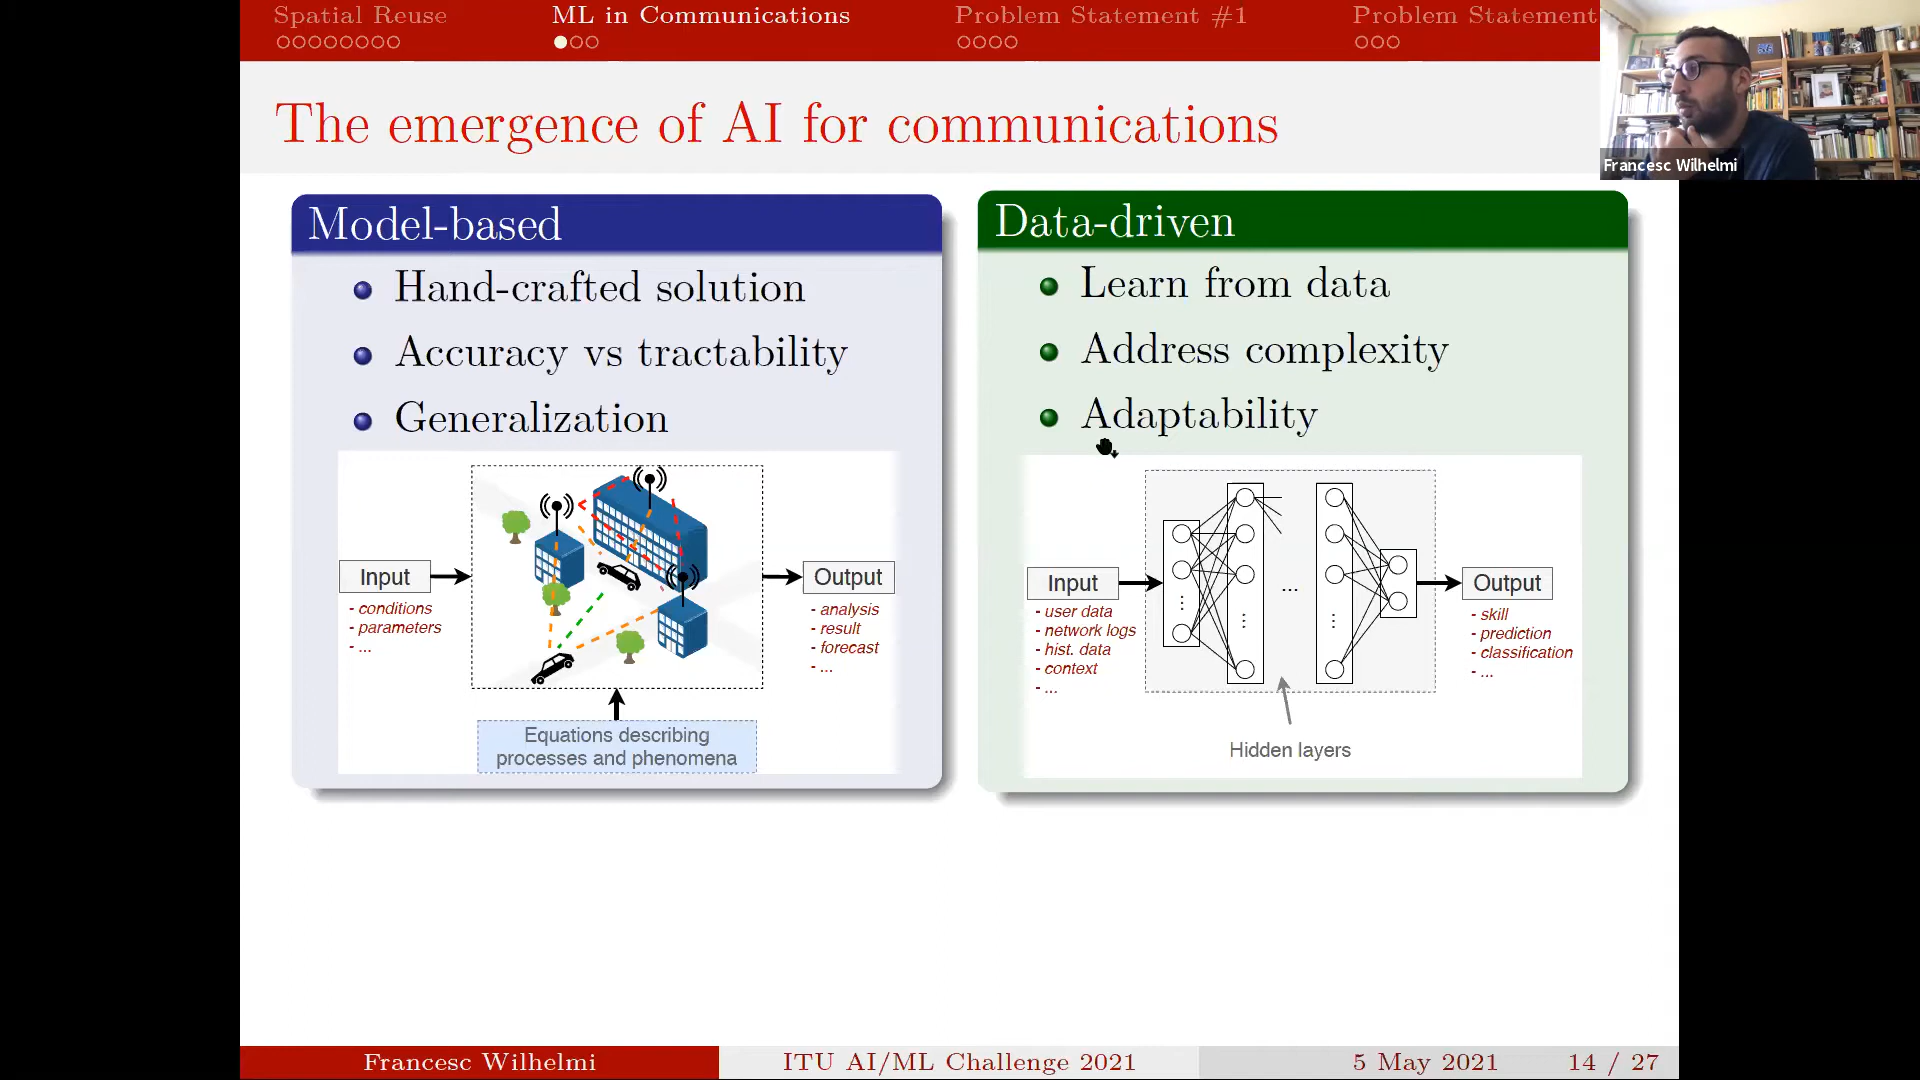 Spatial Reuse
ML in Communications
Problem Statement #1
Problem Statement
Francesc Wilhelmi
The emergence of AI for communications
Model-based
Hand-crafted solution
Accuracy vs tractability
Generalization
Input
- conditions
- parameters
- ...
Output
- analysis
- result
- forecast
- ...
Equations describing
processes and phenomena
Data-driven
Learn from data
Address complexity
Adaptability
Input
- user data
- network logs
- hist. data
- context
- ...
...
Output
- skill
- prediction
- classification
- ...
Hidden layers
Francesc Wilhelmi
ITU AI/ML Challenge 2021
5 May 2021
14 / 27